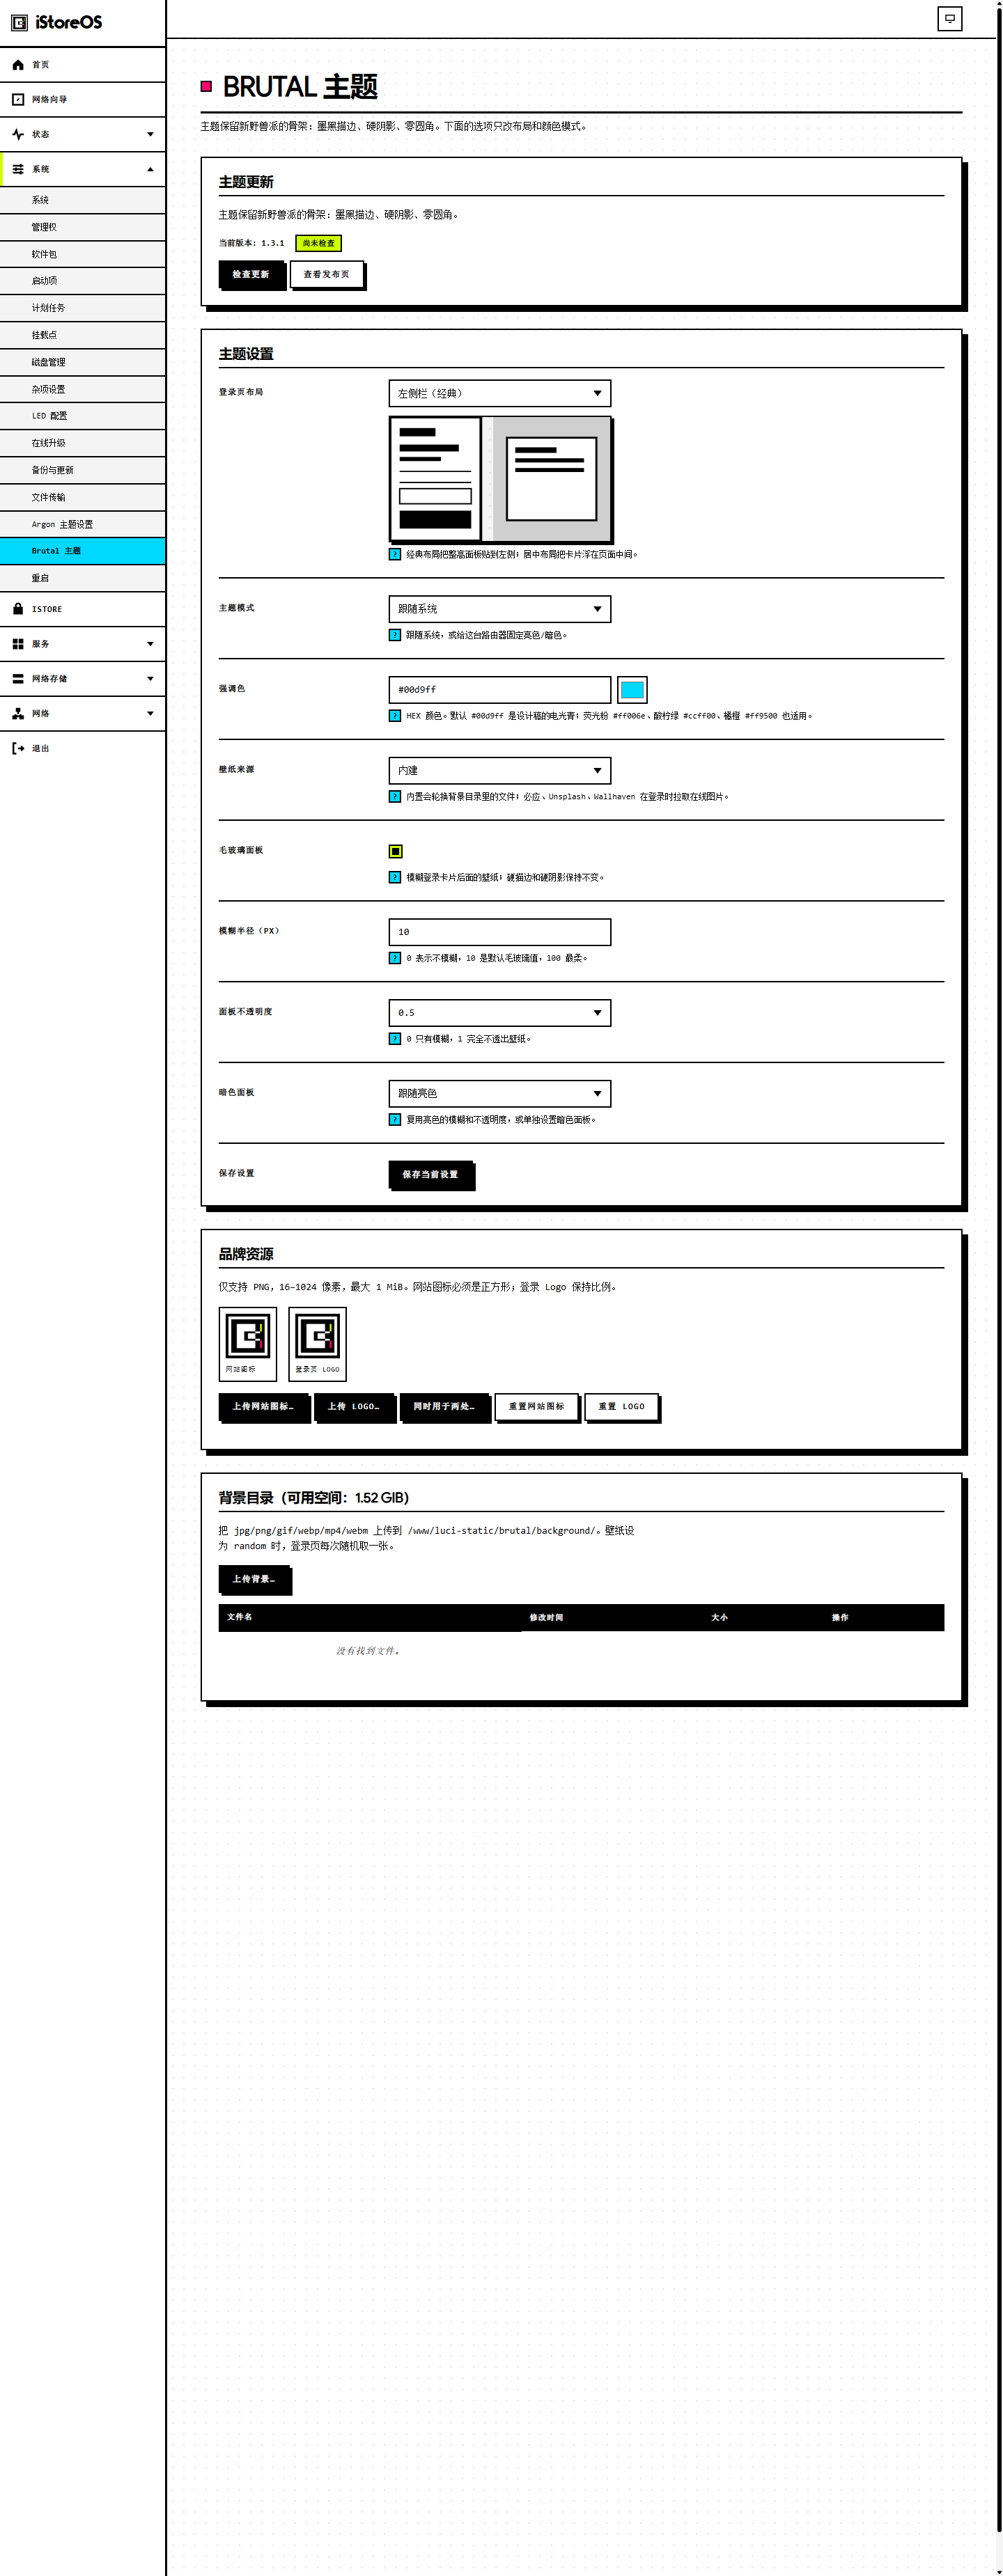 iStoreOS
首页
网络向导
状态
系统
系统
管理权
软件包
启动项
计划任务
挂载点
磁盘管理
杂项设置
LED 配置
在线升级
备份与更新
文件传输
Argon 主题设置
Brutal 主题
重启
ISTORE
服务
网络存储
网络
退出
BRUTAL 主题
主题保留新野兽派的骨架：墨黑描边、硬阴影、零圆角。下面的选项只改布局和颜色模式。
主题更新
主题保留新野兽派的骨架：墨黑描边、硬阴影、零圆角。
当前版本: 1.3.1 尚未检查
检查更新 查看发布页
主题设置
登录页布局 左侧栏（经典）
? 经典布局把整高面板贴到左侧；居中布局把卡片浮在页面中间。
主题模式 跟随系统
? 跟随系统，或给这台路由器固定亮色/暗色。
强调色 #00d9ff
? HEX 颜色。默认 #00d9ff 是设计稿的电光青；荧光粉 #ff006e、酸柠绿 #ccff00、橘橙 #ff9500 也适用。
壁纸来源 内建
? 内置会轮换背景目录里的文件；必应、Unsplash、Wallhaven 在登录时拉取在线图片。
毛玻璃面板
? 模糊登录卡片后面的壁纸；硬描边和硬阴影保持不变。
模糊半径（PX） 10
? 0 表示不模糊，10 是默认毛玻璃值，100 最柔。
面板不透明度 0.5
? 0 只有模糊，1 完全不透出壁纸。
暗色面板 跟随亮色
? 复用亮色的模糊和不透明度，或单独设置暗色面板。
保存设置 保存当前设置
品牌资源
仅支持 PNG，16–1024 像素，最大 1 MiB。网站图标必须是正方形；登录 Logo 保持比例。
网站图标 登录页 LOGO
上传网站图标… 上传 LOGO… 同时用于两处… 重置网站图标 重置 LOGO
背景目录（可用空间：1.52 GIB）
把 jpg/png/gif/webp/mp4/webm 上传到 /www/luci-static/brutal/background/。壁纸设
为 random 时，登录页每次随机取一张。
上传背景…
文件名 修改时间 大小 操作
没有找到文件。